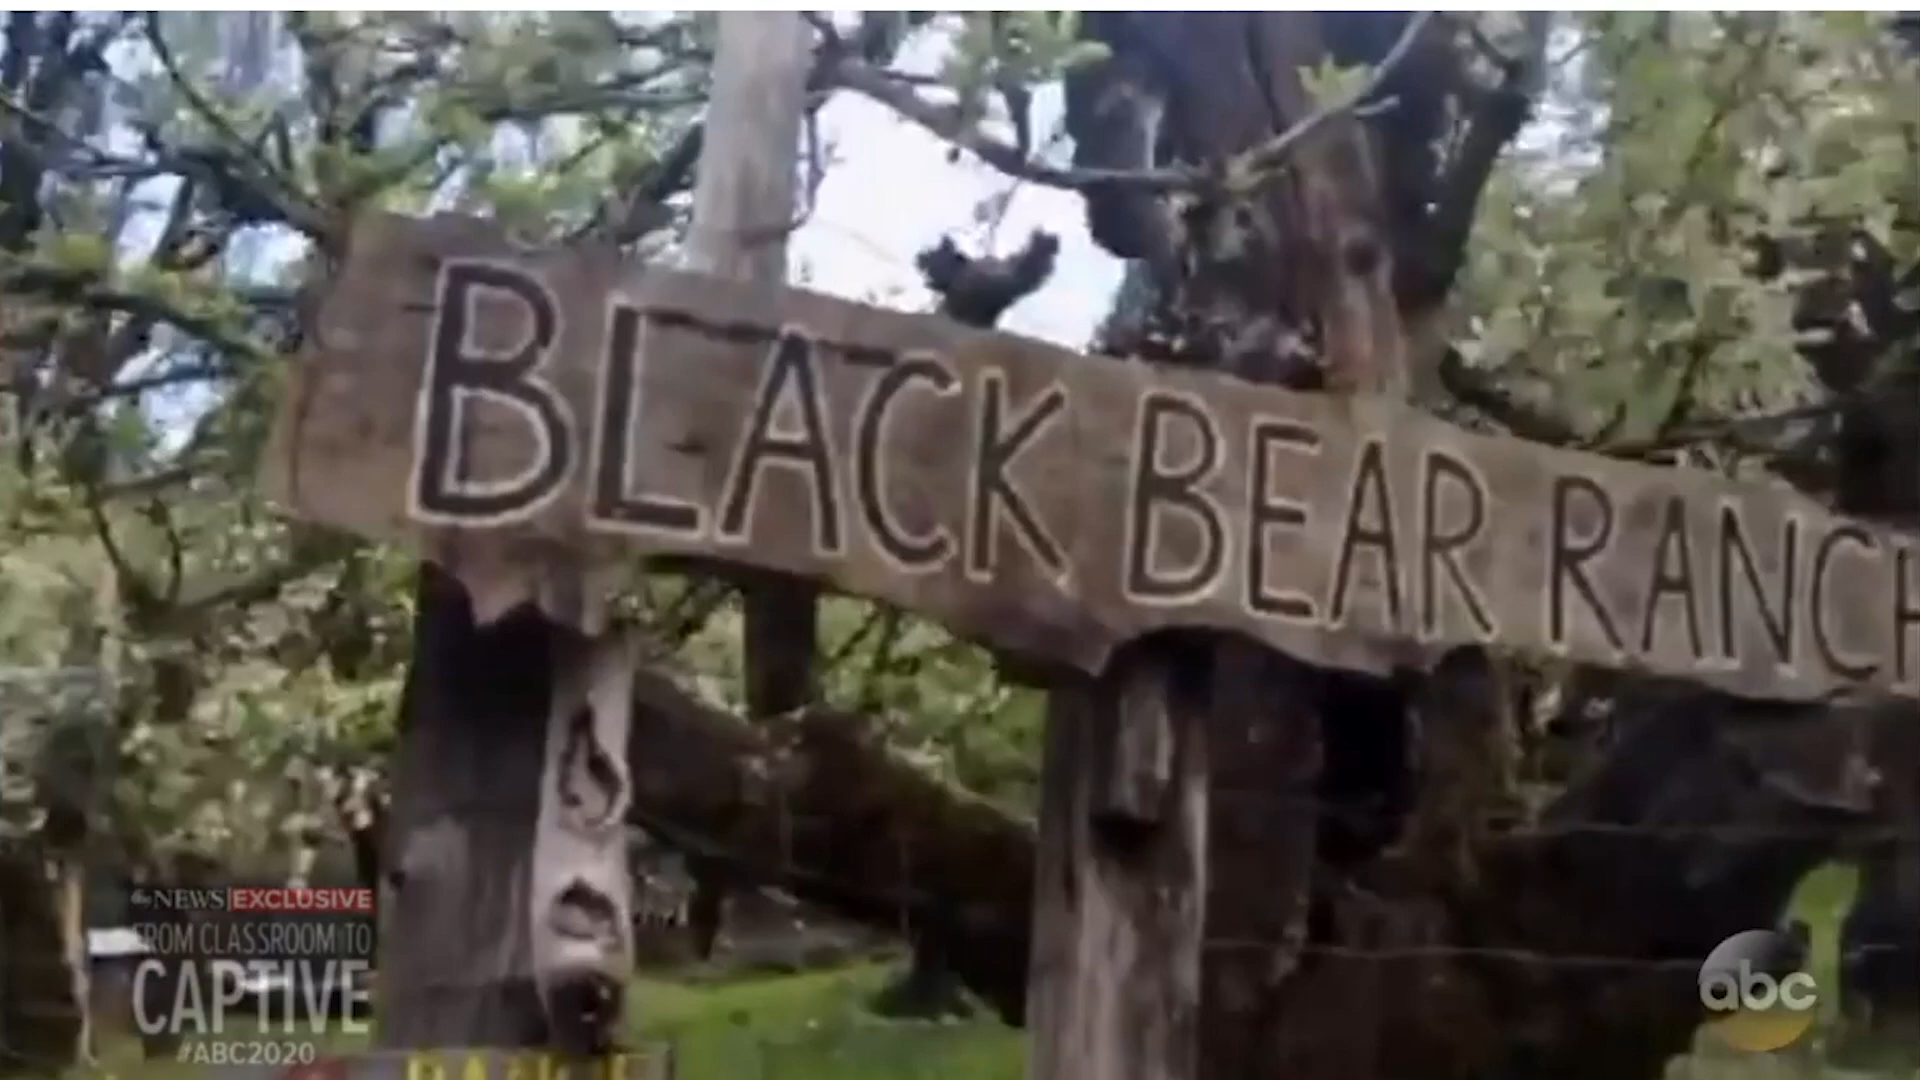 BLACK BEAR RANCH
abc NEWS EXCLUSIVE
FROM CLASSROOM TO
CAPTIVE
#ABC2020
abc